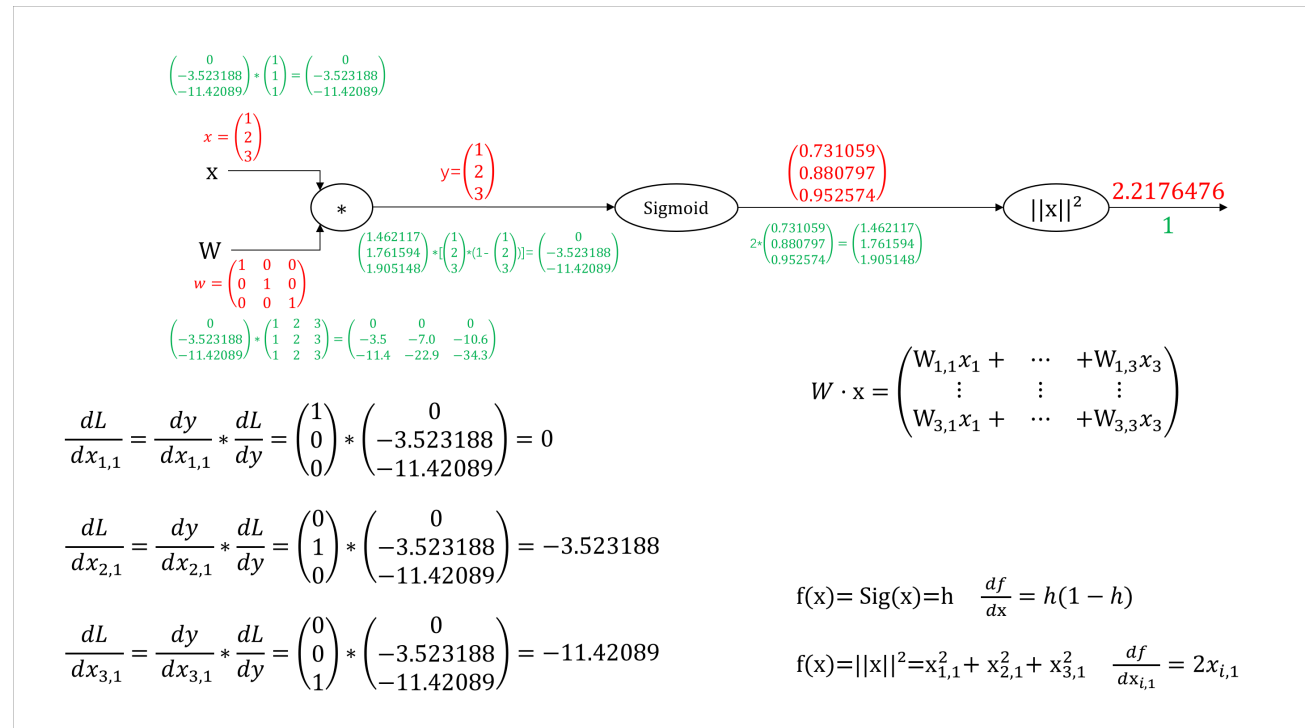 (0 −3.523188 −11.42089) * (1 1 1) = (0 −3.523188 −11.42089)
x = (1 2 3)
x
y= (1 2 3)
(0.731059 0.880797 0.952574)
2.2176476
*
Sigmoid
||x||²
1
W
w = (1 0 0 0 1 0 0 0 1)
(1.462117 1.761594 1.905148) *[(1 2 3) *(1- (1 2 3))]= (0 −3.523188 −11.42089)
2* (0.731059 0.880797 0.952574) = (1.462117 1.761594 1.905148)
(0 −3.523188 −11.42089) * (1 2 3 1 2 3 1 2 3) = (0 0 0 −3.5 −7.0 −10.6 −11.4 −22.9 −34.3)
W · x = (W₁,₁x₁ + ⋯ +W₁,₃x₃ ⋮ ⋮ ⋮ W₃,₁x₁ + ⋯ +W₃,₃x₃)
dL/dx₁,₁ = dy/dx₁,₁ * dL/dy = (1 0 0) * (0 −3.523188 −11.42089) = 0
dL/dx₂,₁ = dy/dx₂,₁ * dL/dy = (0 1 0) * (0 −3.523188 −11.42089) = −3.523188
dL/dx₃,₁ = dy/dx₃,₁ * dL/dy = (0 0 1) * (0 −3.523188 −11.42089) = −11.42089
f(x)= Sig(x)=h df/dx = h(1 − h)
f(x)=||x||²=x²₁,₁+ x²₂,₁+ x²₃,₁ df/dxᵢ,₁ = 2xᵢ,₁